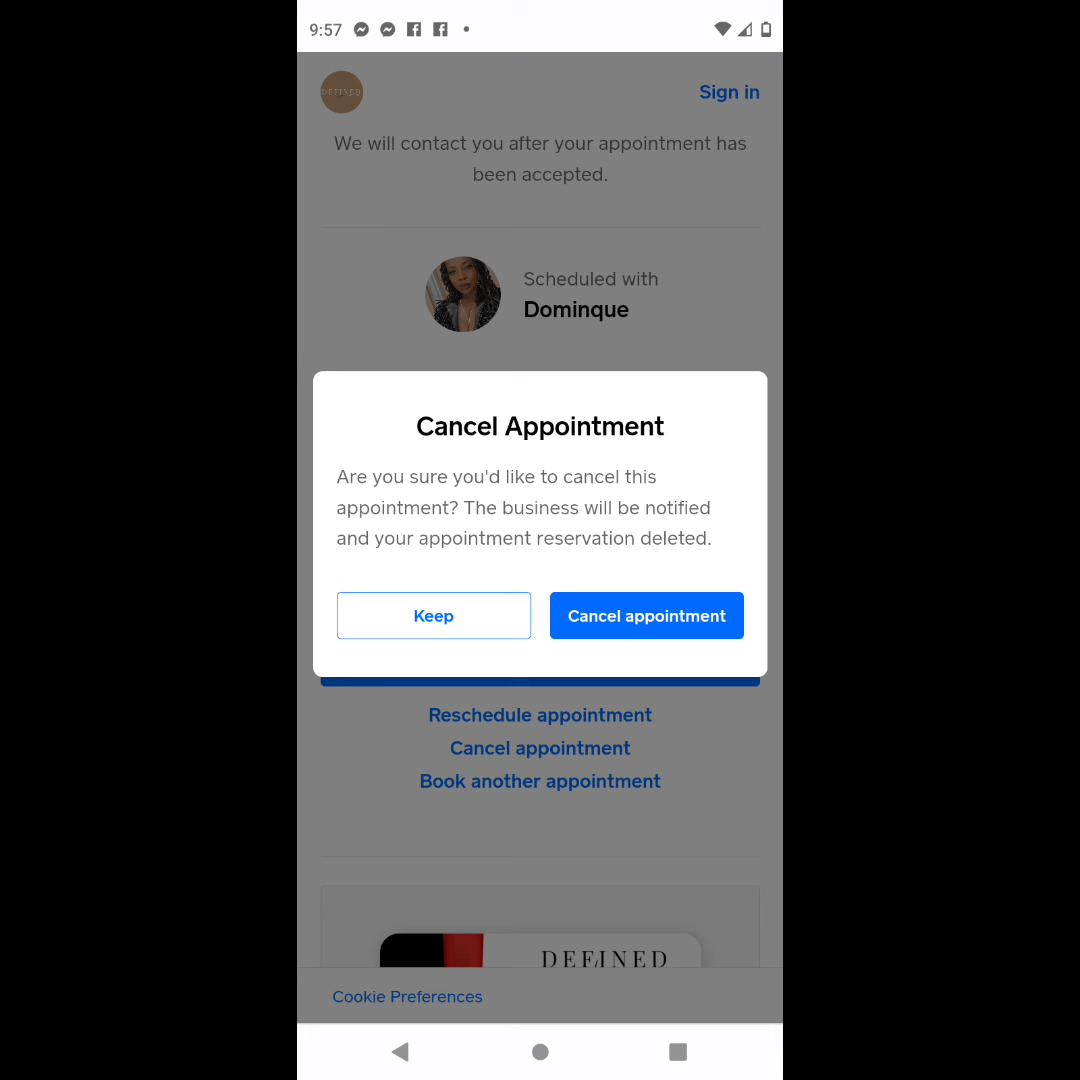 9:57
DEFINED
Sign in
We will contact you after your appointment has
been accepted.
Scheduled with
Dominque
Cancel Appointment
Are you sure you'd like to cancel this
appointment? The business will be notified
and your appointment reservation deleted.
Keep
Cancel appointment
Reschedule appointment
Cancel appointment
Book another appointment
DEFINED
Cookie Preferences